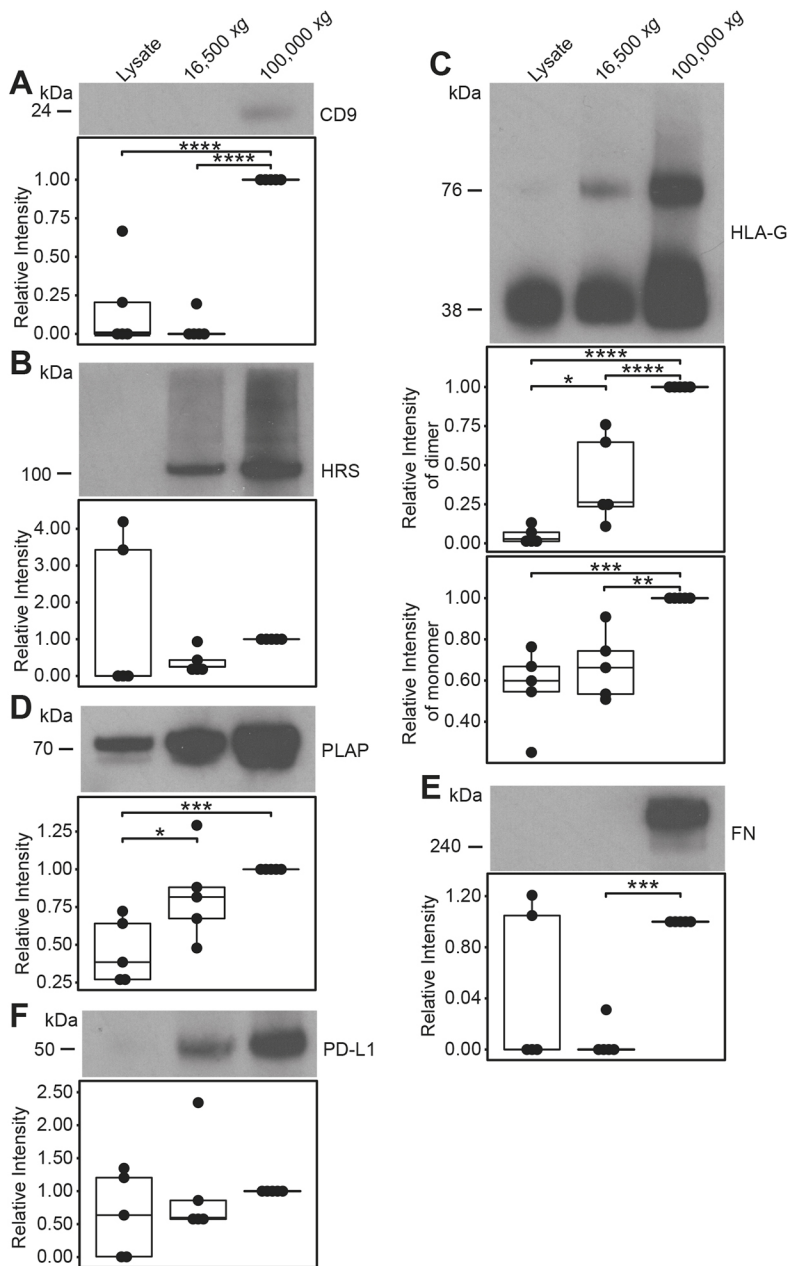 Lysate 16,500 xg 100,000 xg
A
kDa
24
CD9
****
****
Relative Intensity
1.00
0.75
0.50
0.25
0.00
B
kDa
100
HRS
Relative Intensity
4.00
3.00
2.00
1.00
0.00
D
kDa
70
PLAP
***
*
Relative Intensity
1.25
1.00
0.75
0.50
0.25
F
kDa
50
PD-L1
Relative Intensity
2.50
2.00
1.50
1.00
0.50
0.00
C
Lysate 16,500 xg 100,000 xg
kDa
76
38
HLA-G
****
* ****
Relative Intensity
of dimer
1.00
0.75
0.50
0.25
0.00
***
**
Relative Intensity
of monomer
1.00
0.80
0.60
0.40
E
kDa
240
FN
***
Relative Intensity
1.20
0.80
0.04
0.00